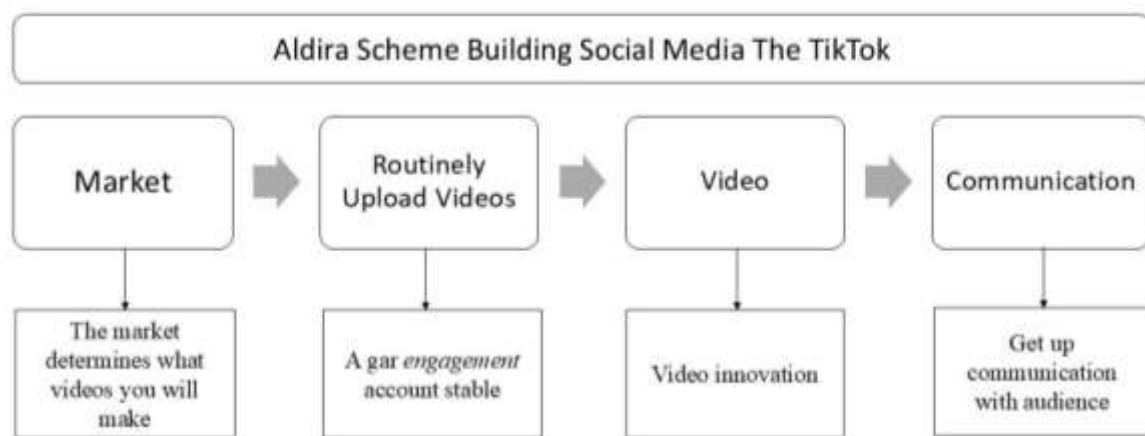 Aldira Scheme Building Social Media The TikTok
Market
Routinely
Upload Videos
Video
Communication
The market
determines what
videos you will
make
A gar engagement
account stable
Video innovation
Get up
communication
with audience